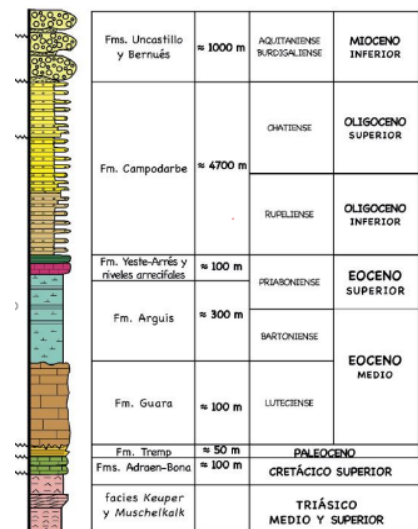 Fms. Uncastillo
y Bernués
≈ 1000 m
AQUITANIENSE
BURDIGALIENSE
MIOCENO
INFERIOR
Fm. Campodarbe
≈ 4700 m
CHATIENSE
OLIGOCENO
SUPERIOR
RUPELIENSE
OLIGOCENO
INFERIOR
Fm. Yeste-Arrés y
niveles arrecifales
≈ 100 m
PRIABONIENSE
EOCENO
SUPERIOR
Fm. Arguis
≈ 300 m
BARTONIENSE
EOCENO
MEDIO
Fm. Guara
≈ 100 m
LUTECIENSE
Fm. Tremp
≈ 50 m
PALEOCENO
Fms. Adraen-Bona
≈ 100 m
CRETÁCICO SUPERIOR
facies Keuper
y Muschelkalk
TRIÁSICO
MEDIO Y SUPERIOR